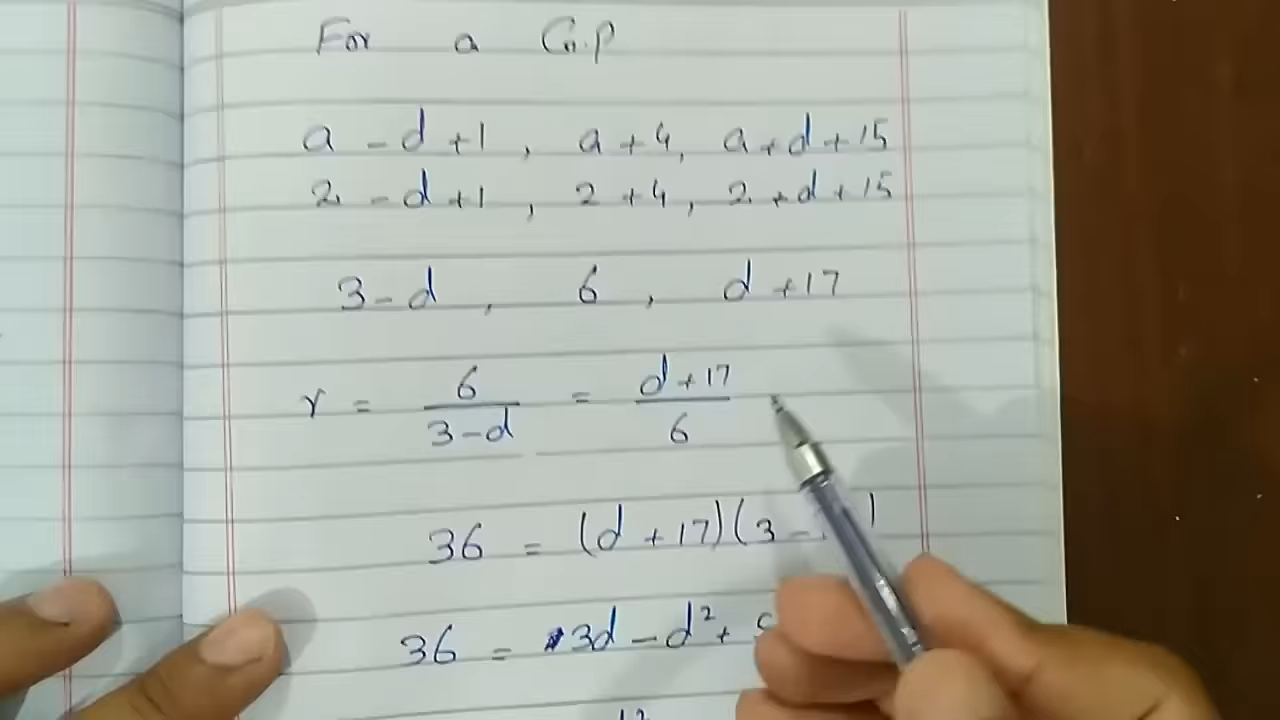 For a G.P
a - d + 1 , a + 4, a + d + 15
2 - d + 1 , 2 + 4 , 2 + d + 15
3 - d , 6 , d + 17
r = 6/(3 - d) = (d + 17)/6
36 = (d + 17)(3 -
36 = 3d - d² +